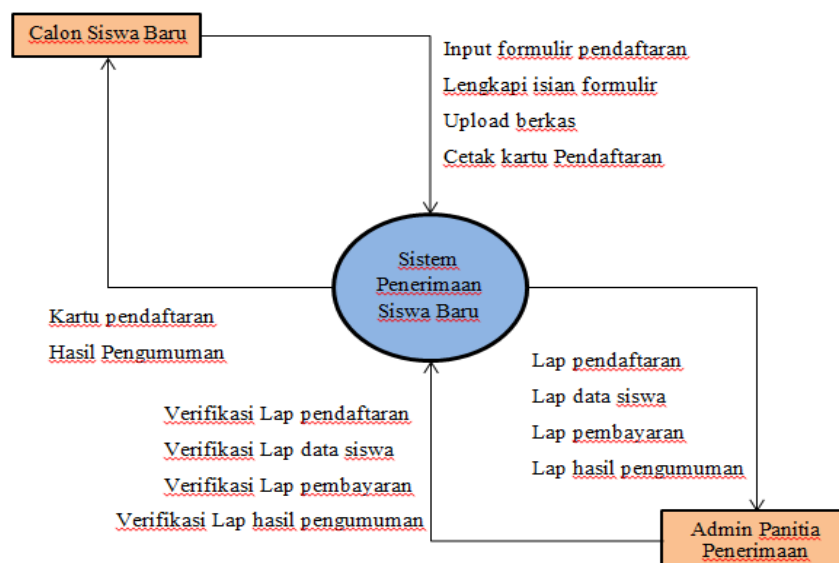 Calon Siswa Baru
Input formulir pendaftaran
Lengkapi isian formulir
Upload berkas
Cetak kartu Pendaftaran
Sistem
Penerimaan
Siswa Baru
Kartu pendaftaran
Hasil Pengumuman
Lap pendaftaran
Lap data siswa
Lap pembayaran
Lap hasil pengumuman
Verifikasi Lap pendaftaran
Verifikasi Lap data siswa
Verifikasi Lap pembayaran
Verifikasi Lap hasil pengumuman
Admin Panitia
Penerimaan